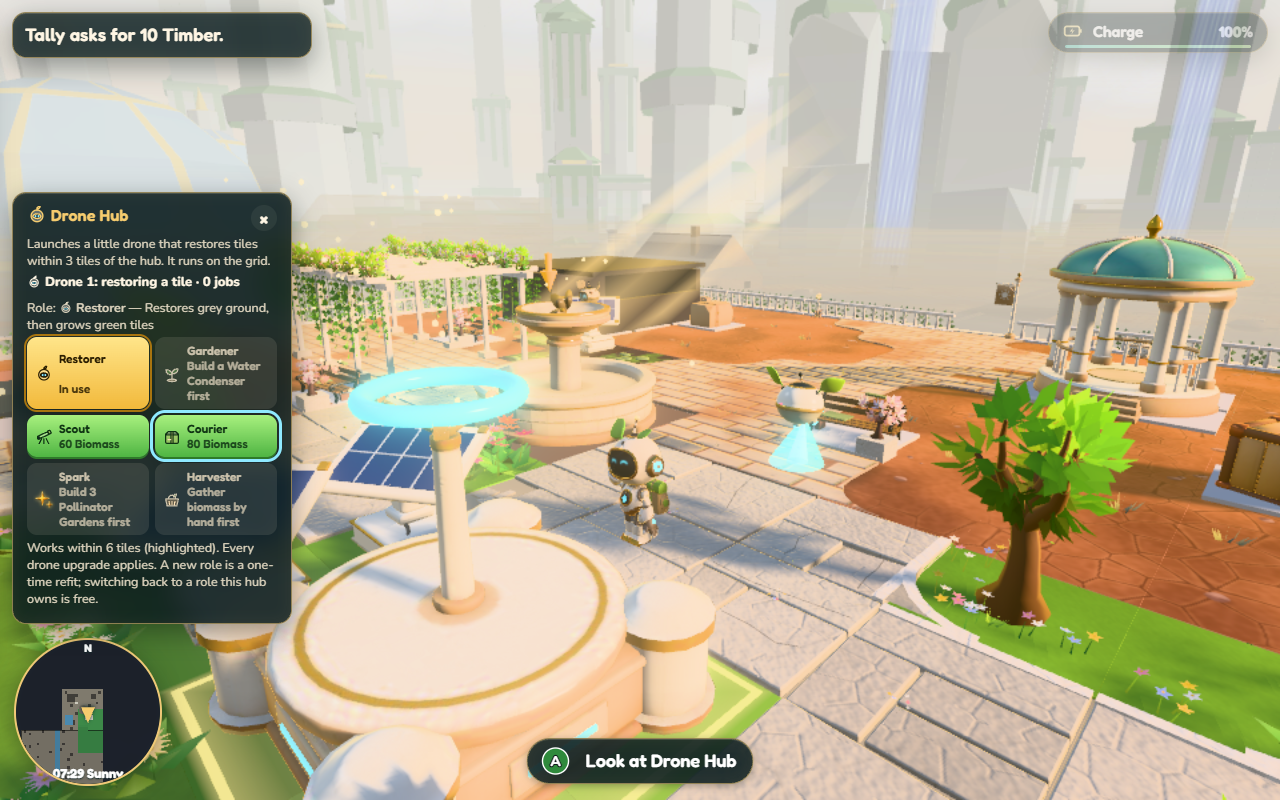 Tally asks for 10 Timber.
Charge 100%
Drone Hub
Launches a little drone that restores tiles
within 3 tiles of the hub. It runs on the grid.
Drone 1: restoring a tile · 0 jobs
Role: Restorer — Restores grey ground,
then grows green tiles
Restorer
In use
Gardener
Build a Water
Condenser
first
Scout
60 Biomass
Courier
80 Biomass
Spark
Build 3
Pollinator
Gardens first
Harvester
Gather
biomass by
hand first
Works within 6 tiles (highlighted). Every
drone upgrade applies. A new role is a one-
time refit; switching back to a role this hub
owns is free.
N
07:29 Sunny
A Look at Drone Hub